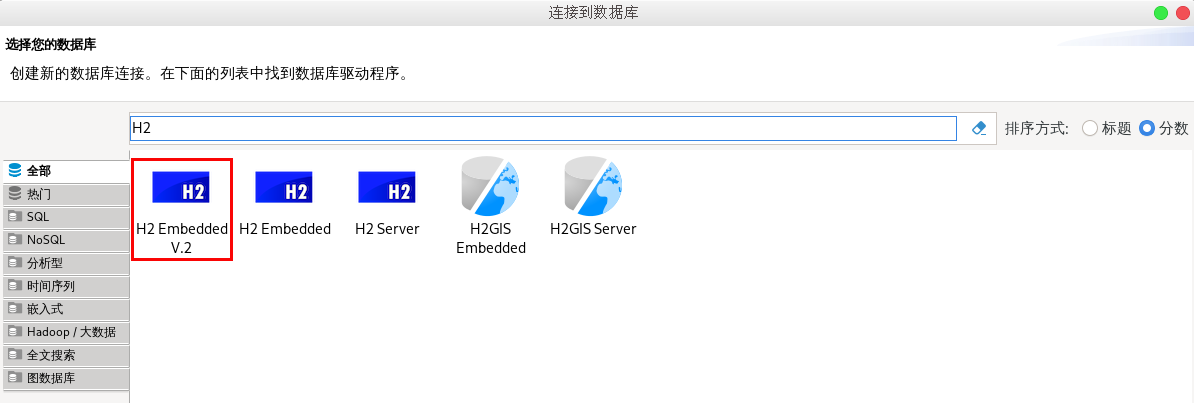 连接到数据库
选择您的数据库
创建新的数据库连接。在下面的列表中找到数据库驱动程序。
H2
排序方式: 标题 分数
全部
热门
SQL
NoSQL
分析型
时间序列
嵌入式
Hadoop / 大数据
全文搜索
图数据库
H2
H2 Embedded
V.2
H2
H2 Embedded
H2
H2 Server
H2GIS
Embedded
H2GIS Server